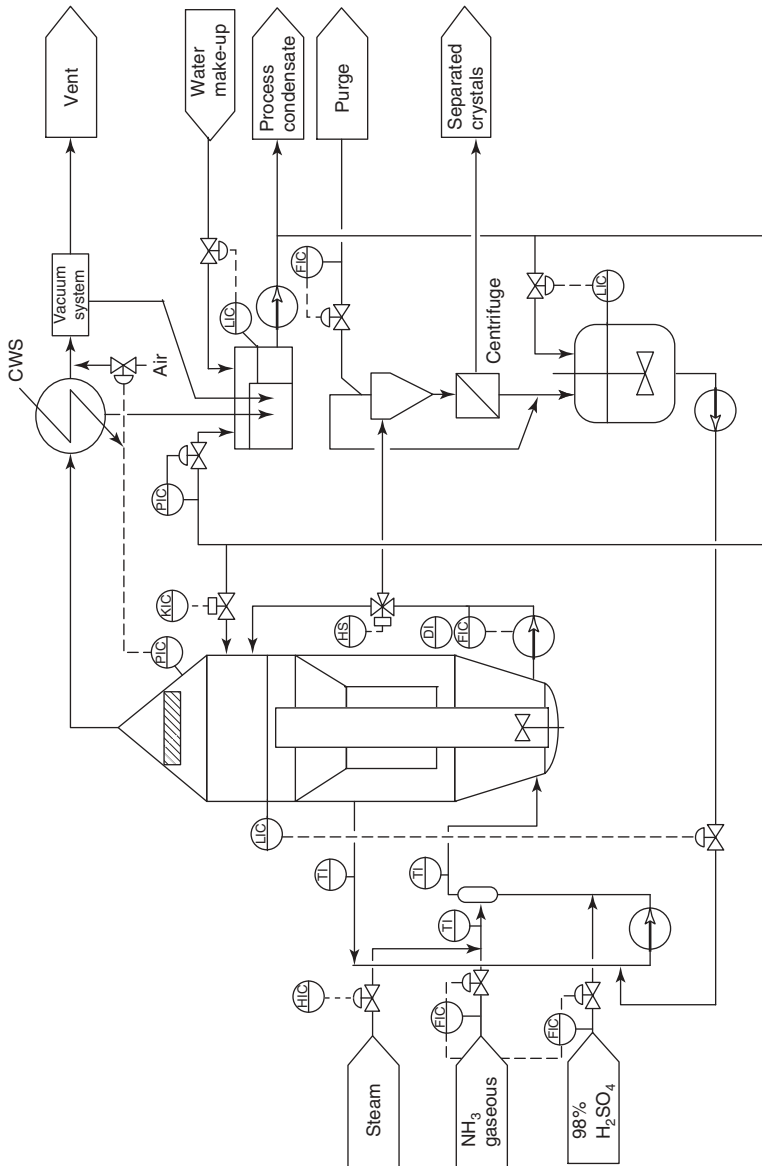 CWS
Vacuum
system
Vent
Air
Water
make-up
Process
condensate
Purge
Separated
crystals
PIC
LIC
FIC
KIC
PIC
HS
DI
FIC
Centrifuge
LIC
LIC
TI
TI
TI
HIC
FIC
FIC
Steam
NH3
gaseous
98%
H2SO4